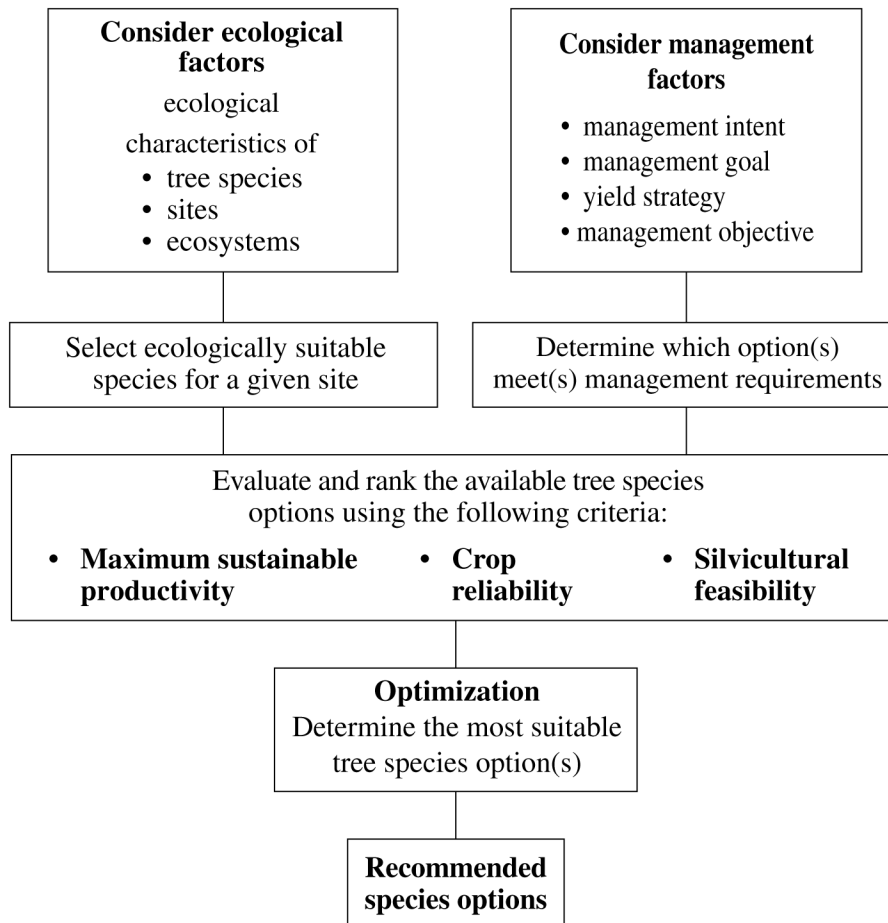 Consider ecological
factors
ecological
characteristics of
• tree species
• sites
• ecosystems
Consider management
factors
• management intent
• management goal
• yield strategy
• management objective
Select ecologically suitable
species for a given site
Determine which option(s)
meet(s) management requirements
Evaluate and rank the available tree species
options using the following criteria:
• Maximum sustainable
productivity
• Crop
reliability
• Silvicultural
feasibility
Optimization
Determine the most suitable
tree species option(s)
Recommended
species options